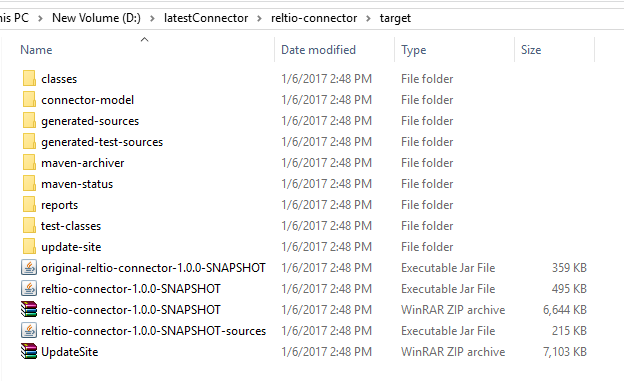 his PC > New Volume (D:) > latestConnector > reltio-connector > target
Name Date modified Type Size
classes 1/6/2017 2:48 PM File folder
connector-model 1/6/2017 2:48 PM File folder
generated-sources 1/6/2017 2:48 PM File folder
generated-test-sources 1/6/2017 2:48 PM File folder
maven-archiver 1/6/2017 2:48 PM File folder
maven-status 1/6/2017 2:48 PM File folder
reports 1/6/2017 2:48 PM File folder
test-classes 1/6/2017 2:48 PM File folder
update-site 1/6/2017 2:48 PM File folder
original-reltio-connector-1.0.0-SNAPSHOT 1/6/2017 2:48 PM Executable Jar File 359 KB
reltio-connector-1.0.0-SNAPSHOT 1/6/2017 2:48 PM Executable Jar File 495 KB
reltio-connector-1.0.0-SNAPSHOT 1/6/2017 2:48 PM WinRAR ZIP archive 6,644 KB
reltio-connector-1.0.0-SNAPSHOT-sources 1/6/2017 2:48 PM Executable Jar File 215 KB
UpdateSite 1/6/2017 2:48 PM WinRAR ZIP archive 7,103 KB